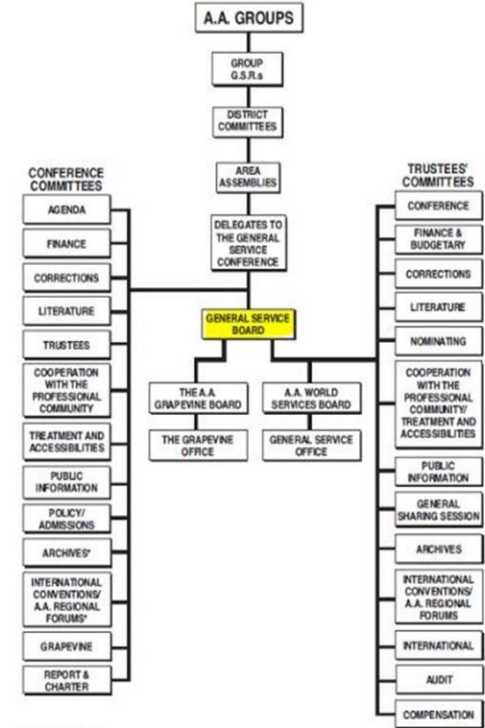 A.A. GROUPS
GROUP
G.S.R.s
DISTRICT
COMMITTEES
AREA
ASSEMBLIES
DELEGATES TO
THE GENERAL
SERVICE
CONFERENCE
GENERAL SERVICE
BOARD
THE A.A.
GRAPEVINE BOARD
THE GRAPEVINE
OFFICE
A.A. WORLD
SERVICES BOARD
GENERAL SERVICE
OFFICE
CONFERENCE
COMMITTEES
AGENDA
FINANCE
CORRECTIONS
LITERATURE
TRUSTEES
COOPERATION
WITH THE
PROFESSIONAL
COMMUNITY
TREATMENT AND
ACCESSIBILITIES
PUBLIC
INFORMATION
POLICY/
ADMISSIONS
ARCHIVES*
INTERNATIONAL
CONVENTIONS/
A.A. REGIONAL
FORUMS*
GRAPEVINE
REPORT &
CHARTER
TRUSTEES'
COMMITTEES
CONFERENCE
FINANCE &
BUDGETARY
CORRECTIONS
LITERATURE
NOMINATING
COOPERATION
WITH THE
PROFESSIONAL
COMMUNITY/
TREATMENT AND
ACCESSIBILITIES
PUBLIC
INFORMATION
GENERAL
SHARING SESSION
ARCHIVES
INTERNATIONAL
CONVENTIONS/
A.A. REGIONAL
FORUMS
INTERNATIONAL
AUDIT
COMPENSATION